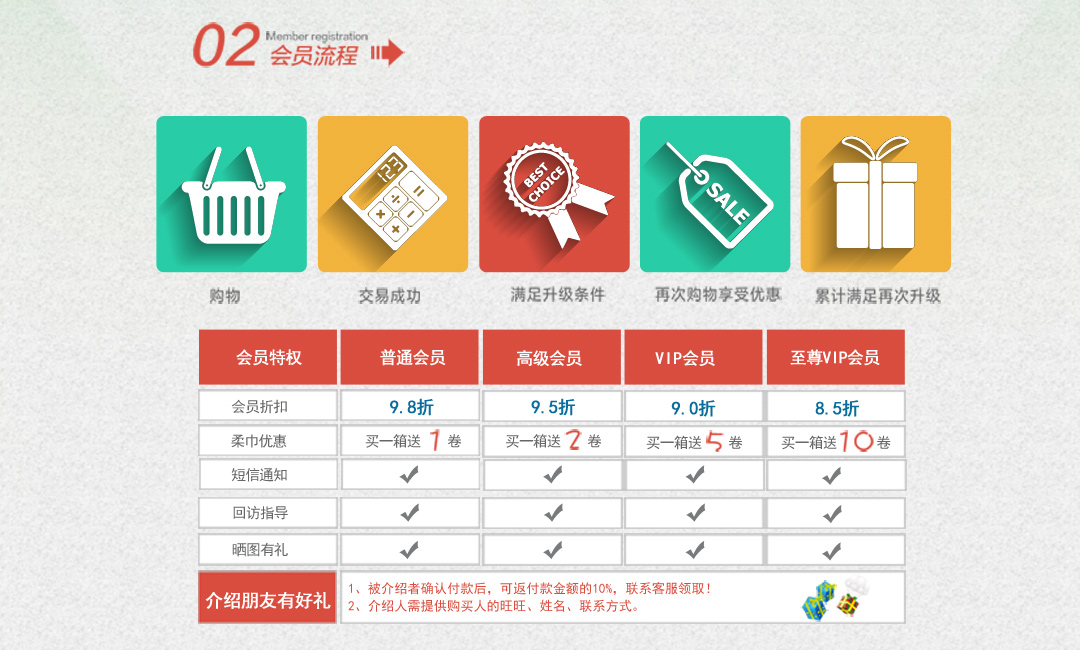 02
Member registration
会员流程
123
BEST
CHOICE
SALE
购物
交易成功
满足升级条件
再次购物享受优惠
累计满足再次升级
会员特权 普通会员 高级会员 VIP会员 至尊VIP会员
会员折扣 9.8折 9.5折 9.0折 8.5折
柔巾优惠 买一箱送1卷 买一箱送2卷 买一箱送5卷 买一箱送10卷
短信通知 ✓ ✓ ✓ ✓
回访指导 ✓ ✓ ✓ ✓
晒图有礼 ✓ ✓ ✓ ✓
介绍朋友有好礼
1、被介绍者确认付款后，可返付款金额的10%，联系客服领取！
2、介绍人需提供购买人的旺旺、姓名、联系方式。